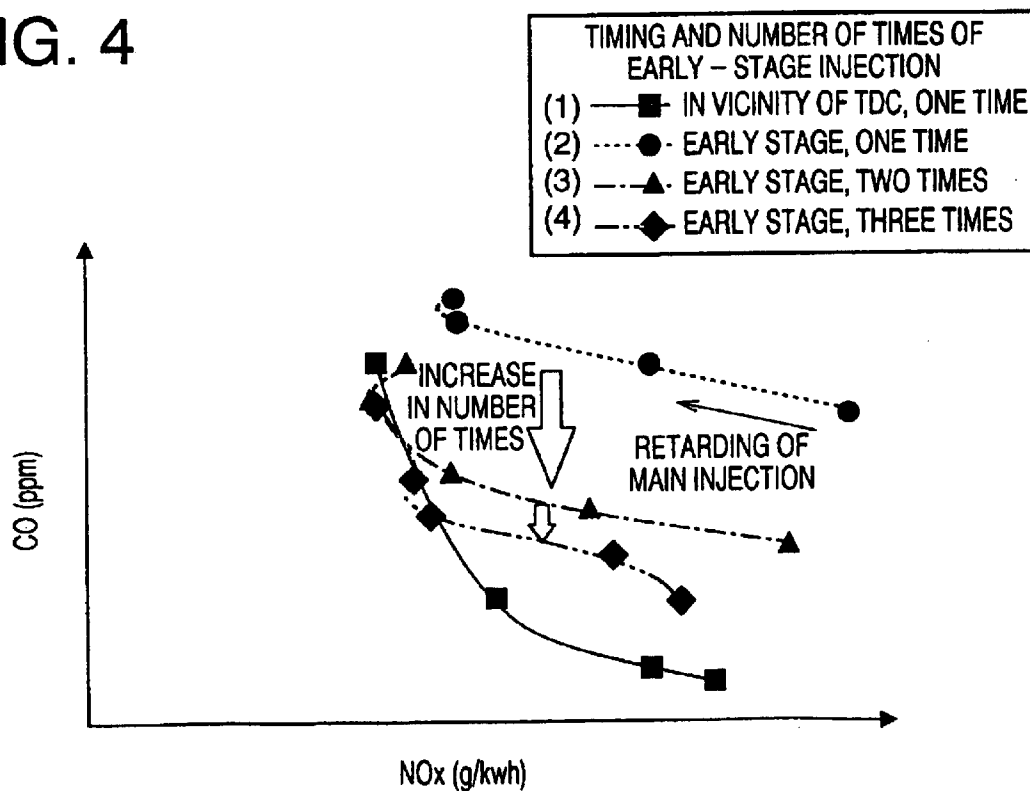 IG. 4
TIMING AND NUMBER OF TIMES OF
EARLY – STAGE INJECTION
(1) IN VICINITY OF TDC, ONE TIME
(2) EARLY STAGE, ONE TIME
(3) EARLY STAGE, TWO TIMES
(4) EARLY STAGE, THREE TIMES
INCREASE
IN NUMBER
OF TIMES
RETARDING OF
MAIN INJECTION
CO (ppm)
NOx (g/kwh)